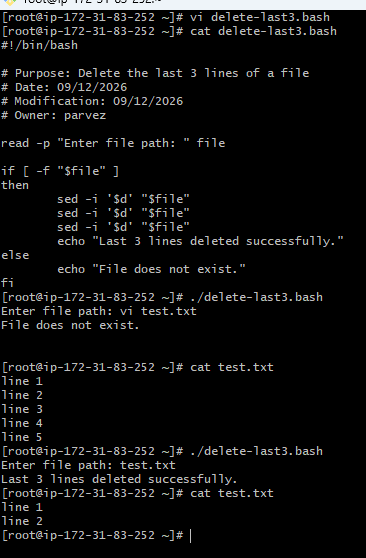 root@ip-172-31-83-252:~
[root@ip-172-31-83-252 ~]# vi delete-last3.bash
[root@ip-172-31-83-252 ~]# cat delete-last3.bash
#!/bin/bash

# Purpose: Delete the last 3 lines of a file
# Date: 09/12/2026
# Modification: 09/12/2026
# Owner: parvez

read -p "Enter file path: " file

if [ -f "$file" ]
then
        sed -i '$d' "$file"
        sed -i '$d' "$file"
        sed -i '$d' "$file"
        echo "Last 3 lines deleted successfully."
else
        echo "File does not exist."
fi
[root@ip-172-31-83-252 ~]# ./delete-last3.bash
Enter file path: vi test.txt
File does not exist.


[root@ip-172-31-83-252 ~]# cat test.txt
line 1
line 2
line 3
line 4
line 5
[root@ip-172-31-83-252 ~]# ./delete-last3.bash
Enter file path: test.txt
Last 3 lines deleted successfully.
[root@ip-172-31-83-252 ~]# cat test.txt
line 1
line 2
[root@ip-172-31-83-252 ~]#